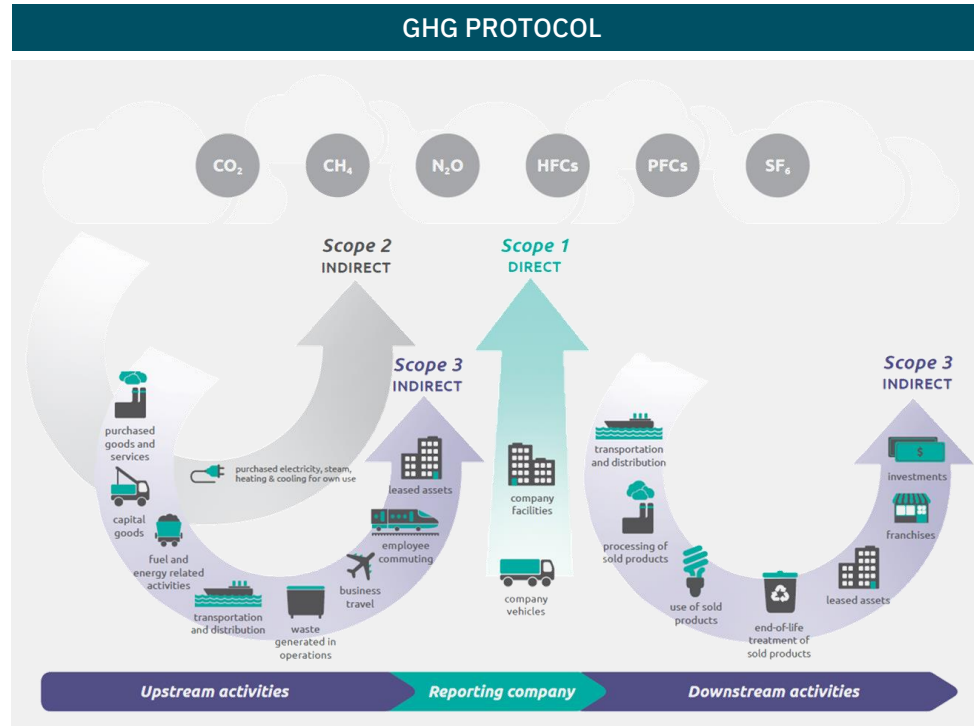 GHG PROTOCOL
CO₂
CH₄
N₂O
HFCs
PFCs
SF₆
Scope 2
INDIRECT
Scope 1
DIRECT
Scope 3
INDIRECT
Scope 3
INDIRECT
purchased
goods and
services
capital
goods
fuel and
energy related
activities
transportation
and distribution
waste
generated in
operations
business
travel
employee
commuting
leased assets
purchased electricity, steam,
heating & cooling for own use
company
facilities
company
vehicles
transportation
and distribution
processing of
sold products
use of sold
products
end-of-life
treatment of
sold products
leased assets
franchises
$
investments
Upstream activities
Reporting company
Downstream activities